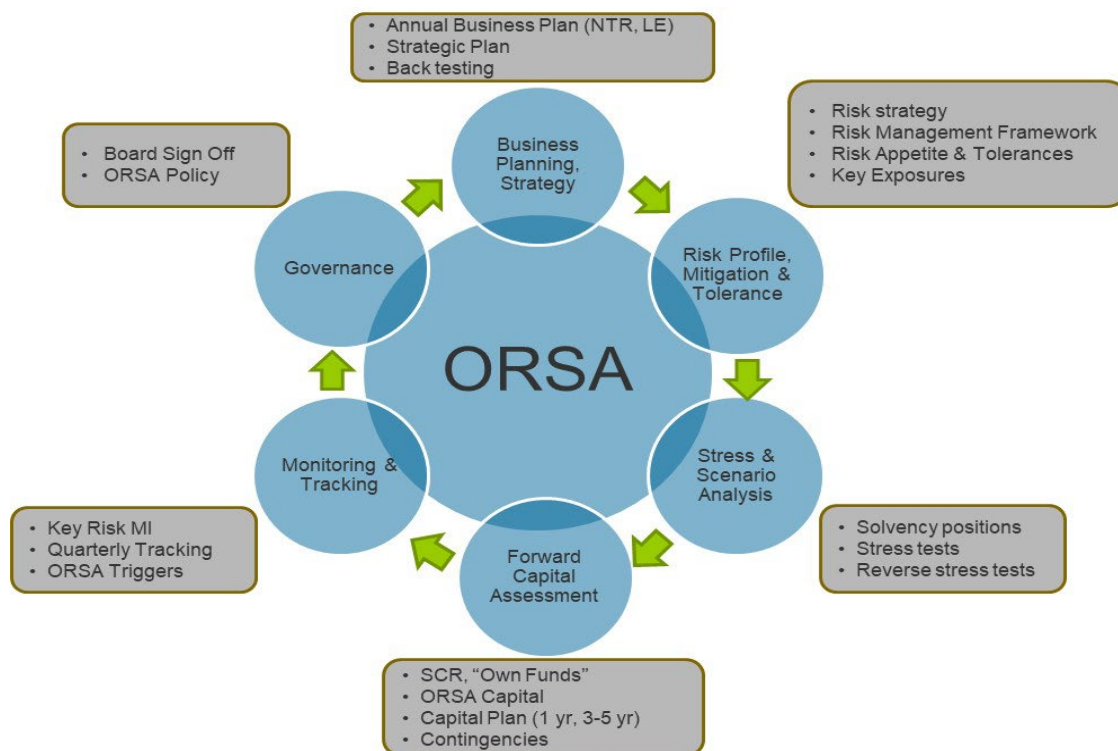 • Annual Business Plan (NTR, LE)
• Strategic Plan
• Back testing
Business
Planning,
Strategy
• Risk strategy
• Risk Management Framework
• Risk Appetite & Tolerances
• Key Exposures
Risk Profile,
Mitigation &
Tolerance
Stress &
Scenario
Analysis
• Solvency positions
• Stress tests
• Reverse stress tests
Forward
Capital
Assessment
• SCR, “Own Funds”
• ORSA Capital
• Capital Plan (1 yr, 3-5 yr)
• Contingencies
Monitoring &
Tracking
• Key Risk MI
• Quarterly Tracking
• ORSA Triggers
Governance
• Board Sign Off
• ORSA Policy
ORSA